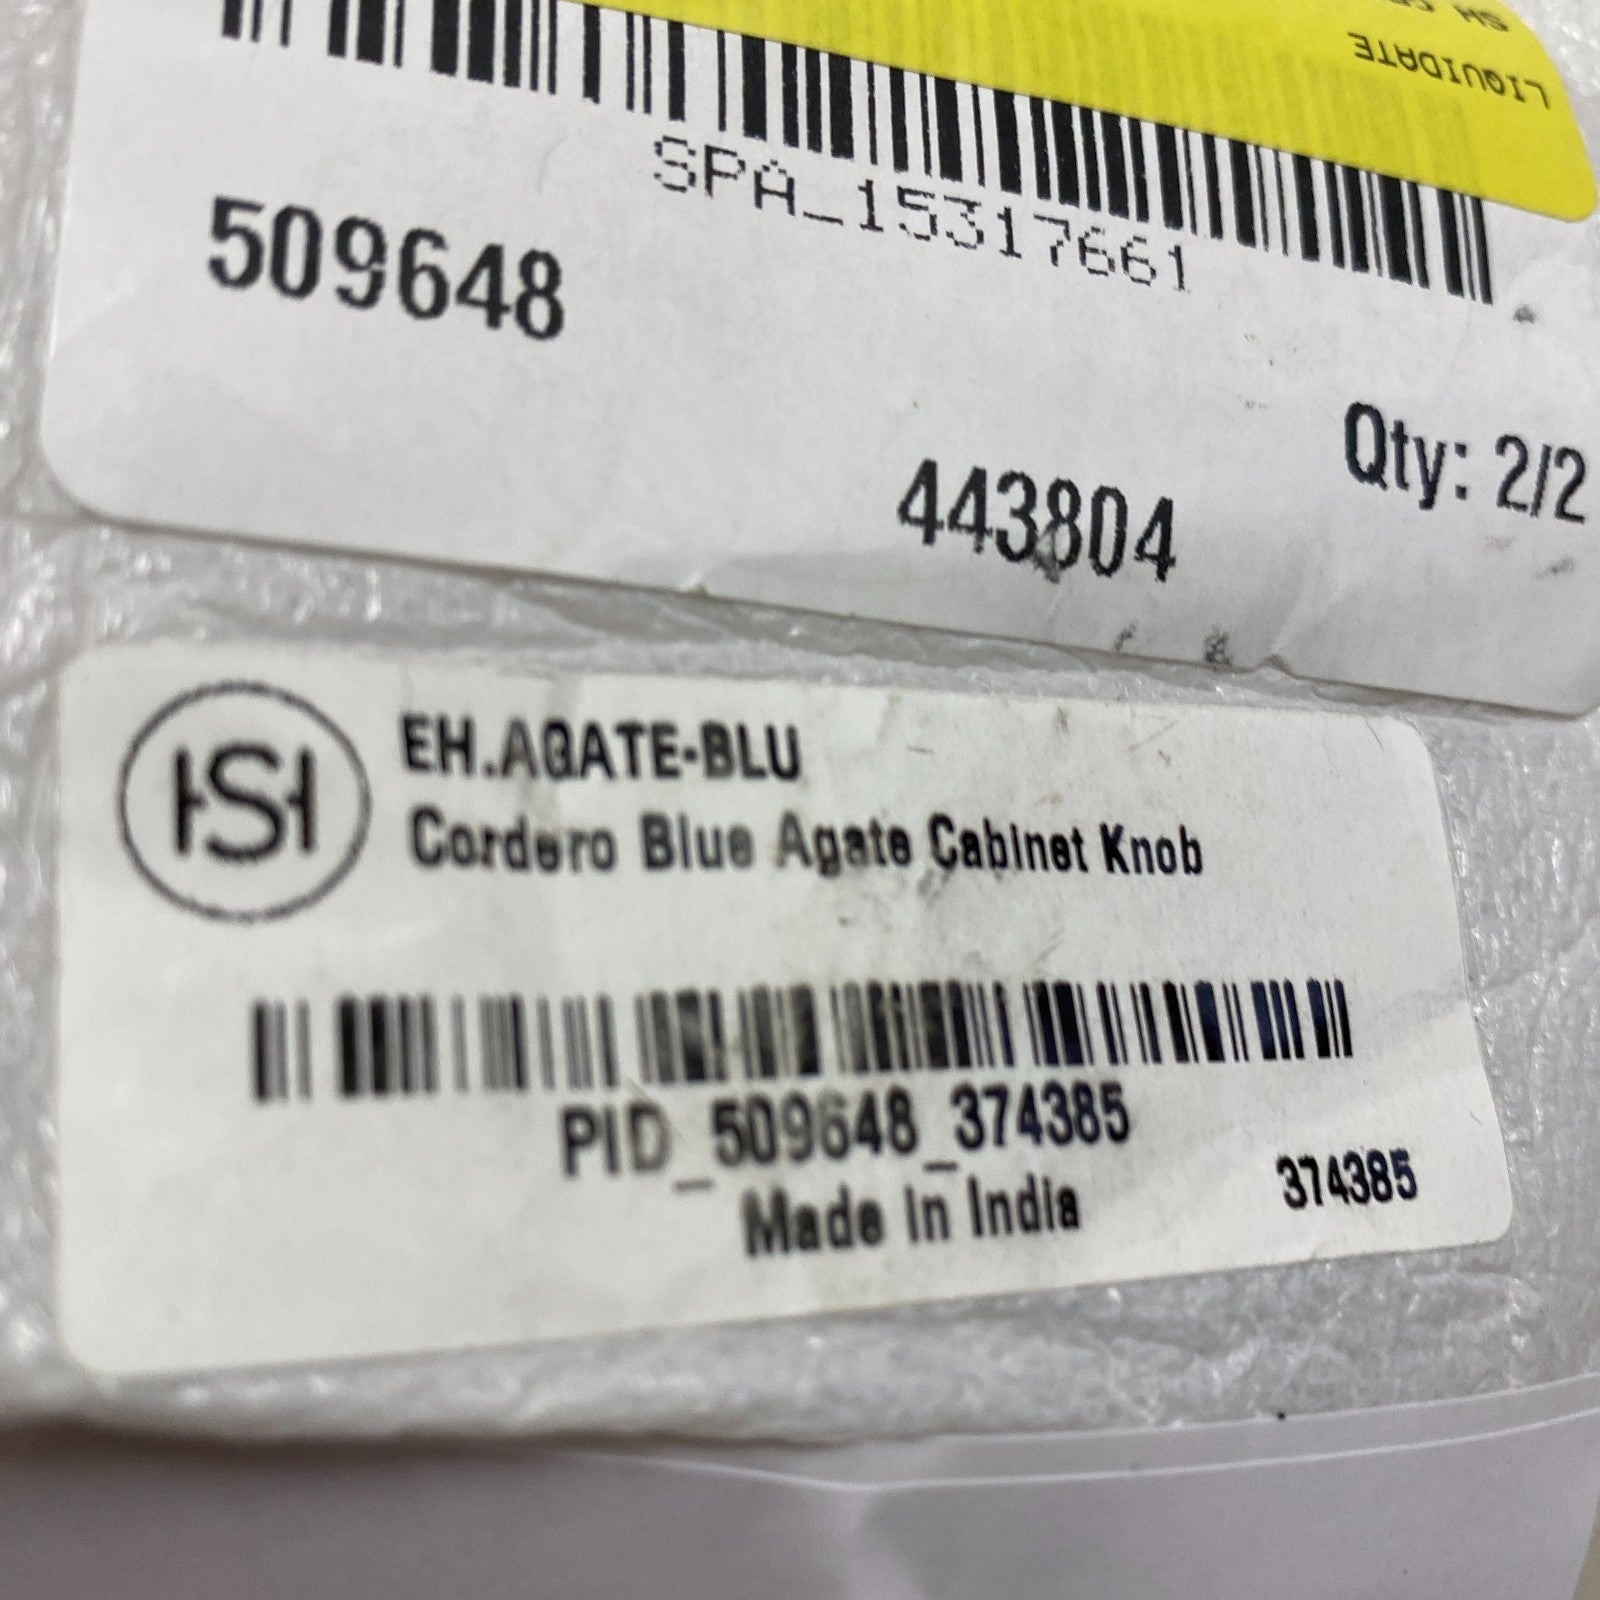 LIQUIDATE
SPA_15317661
509648
Qty: 2/2
443804
HSH
EH.AGATE-BLU
Cordero Blue Agate Cabinet Knob
PID_509648_374385
Made in India
374385